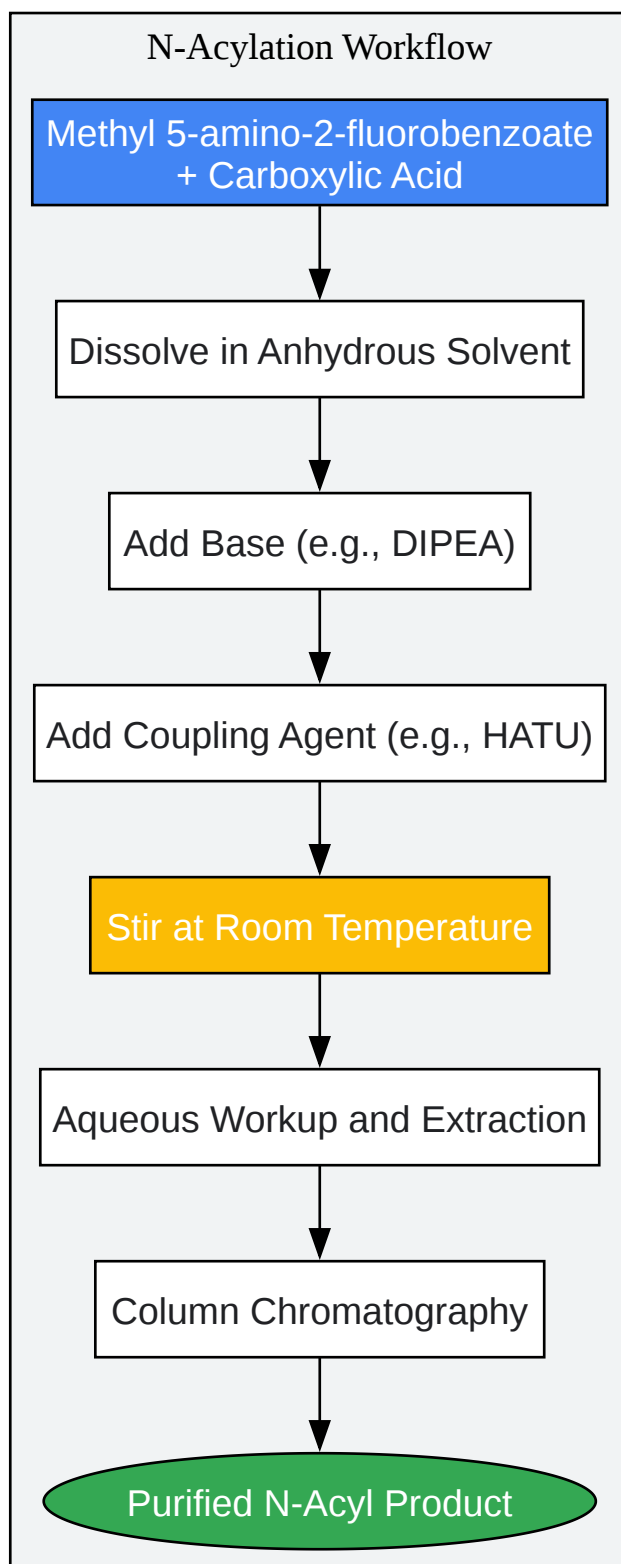 N-Acylation Workflow
Methyl 5-amino-2-fluorobenzoate
+ Carboxylic Acid
Dissolve in Anhydrous Solvent
Add Base (e.g., DIPEA)
Add Coupling Agent (e.g., HATU)
Stir at Room Temperature
Aqueous Workup and Extraction
Column Chromatography
Purified N-Acyl Product